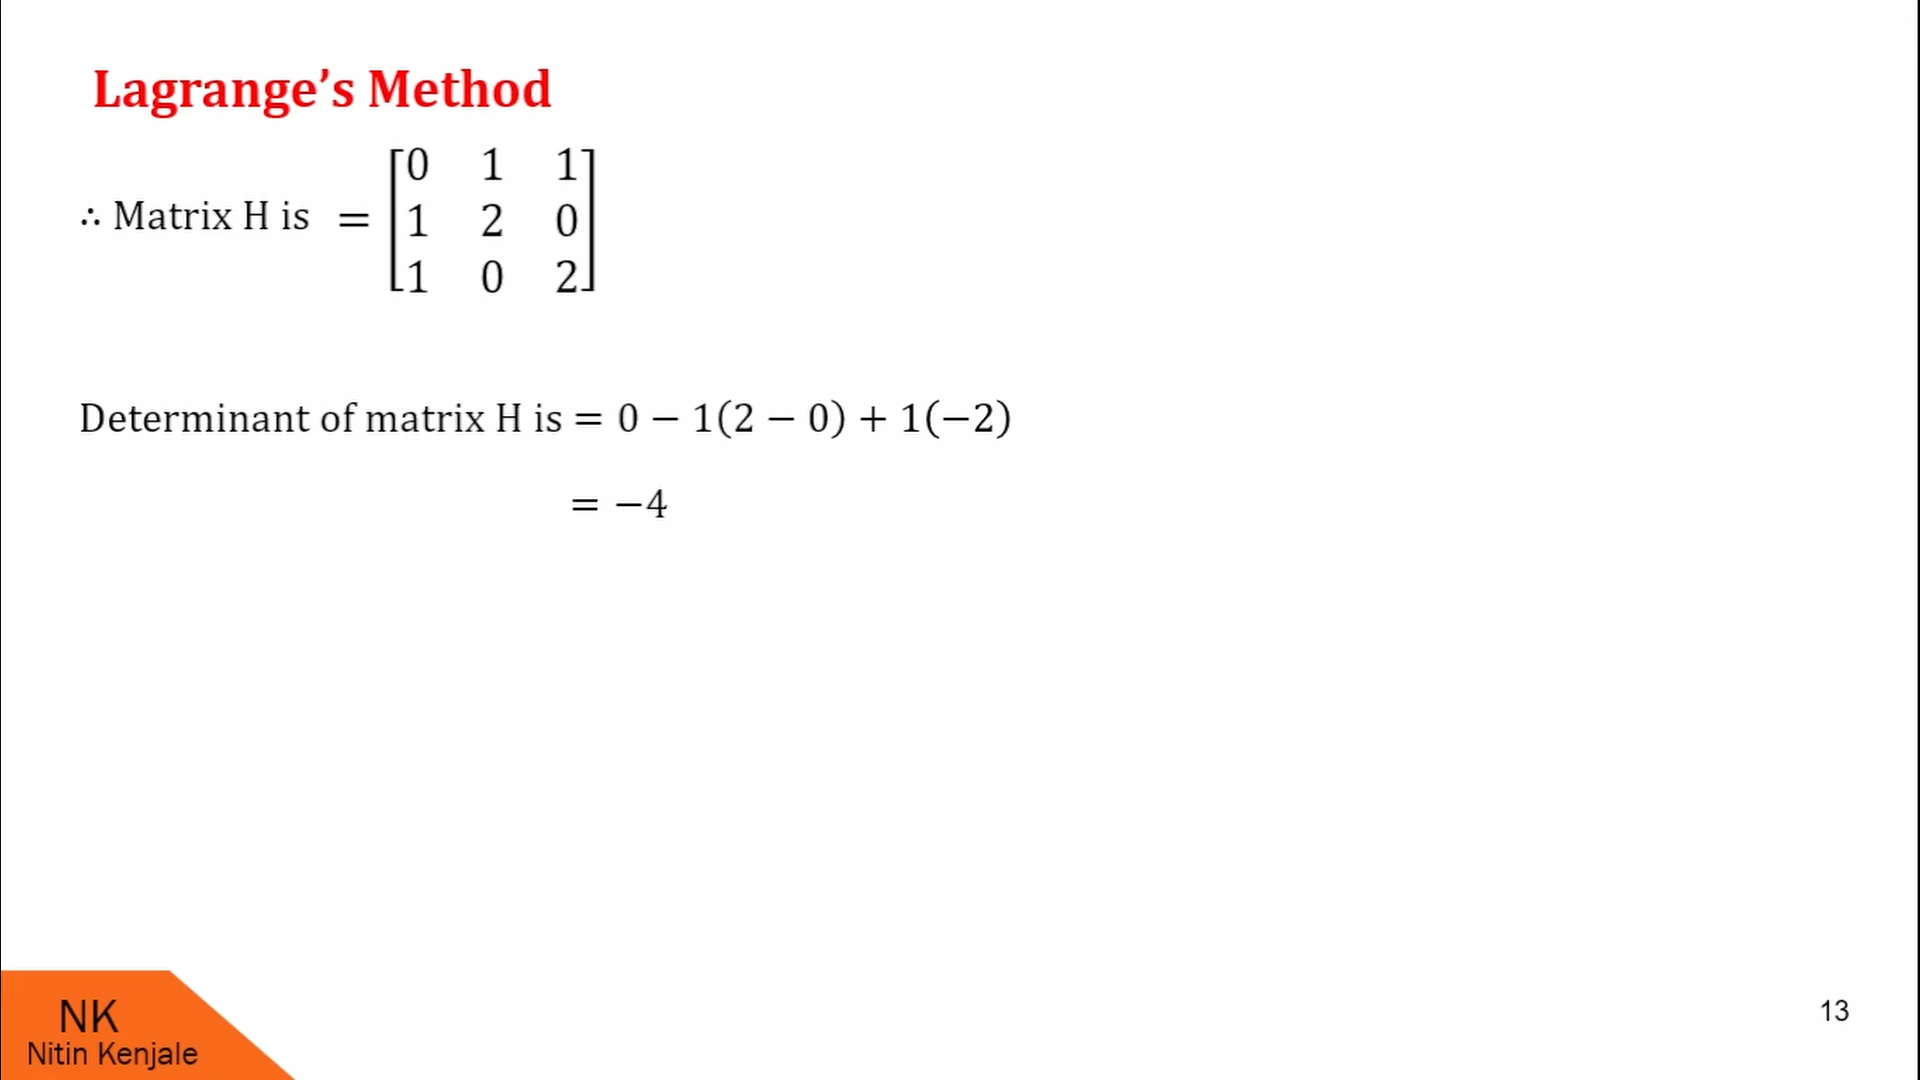 Lagrange’s Method
∴ Matrix H is =
[0 1 1]
[1 2 0]
[1 0 2]
Determinant of matrix H is = 0 − 1(2 − 0) + 1(−2)
= −4
NK
Nitin Kenjale
13